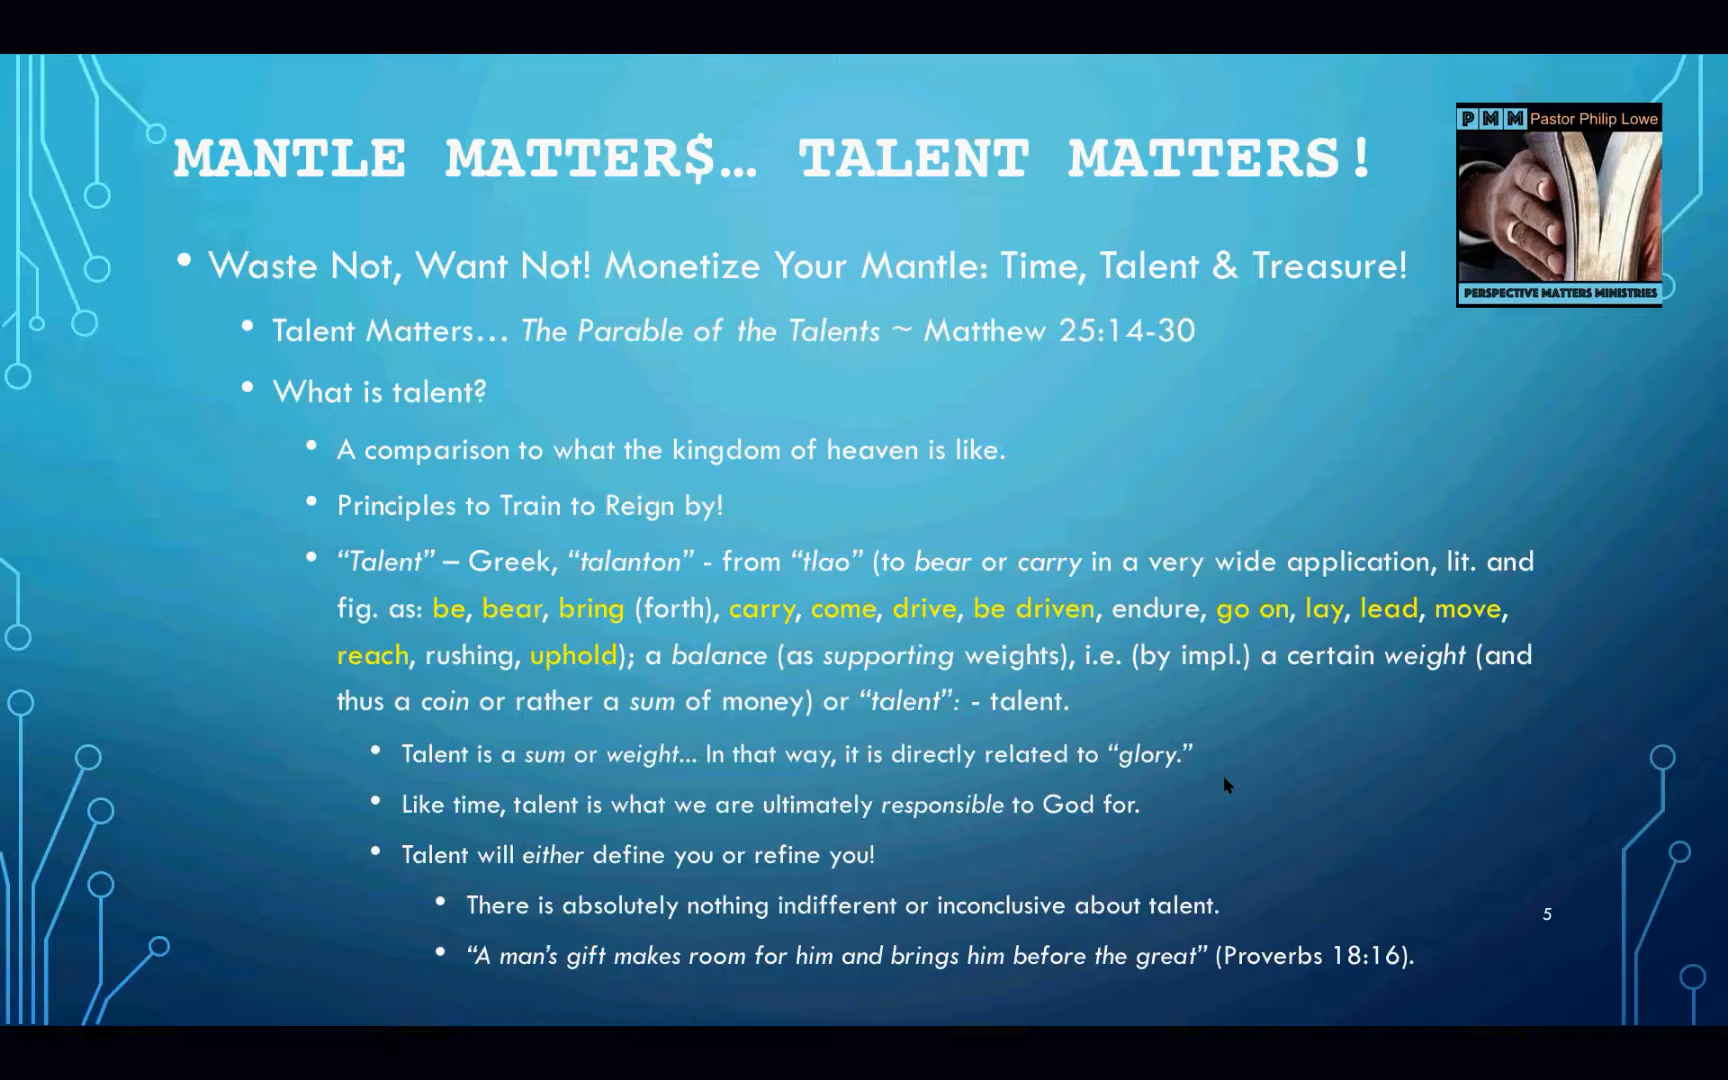 MANTLE MATTER$… TALENT MATTERS!
PMM Pastor Philip Lowe
PERSPECTIVE MATTERS MINISTRIES
• Waste Not, Want Not! Monetize Your Mantle: Time, Talent & Treasure!
• Talent Matters… The Parable of the Talents ~ Matthew 25:14-30
• What is talent?
• A comparison to what the kingdom of heaven is like.
• Principles to Train to Reign by!
• “Talent” – Greek, “talanton” - from “tlao” (to bear or carry in a very wide application, lit. and
fig. as: be, bear, bring (forth), carry, come, drive, be driven, endure, go on, lay, lead, move,
reach, rushing, uphold); a balance (as supporting weights), i.e. (by impl.) a certain weight (and
thus a coin or rather a sum of money) or “talent”: - talent.
• Talent is a sum or weight… In that way, it is directly related to “glory.”
• Like time, talent is what we are ultimately responsible to God for.
• Talent will either define you or refine you!
• There is absolutely nothing indifferent or inconclusive about talent.
5
• “A man’s gift makes room for him and brings him before the great” (Proverbs 18:16).